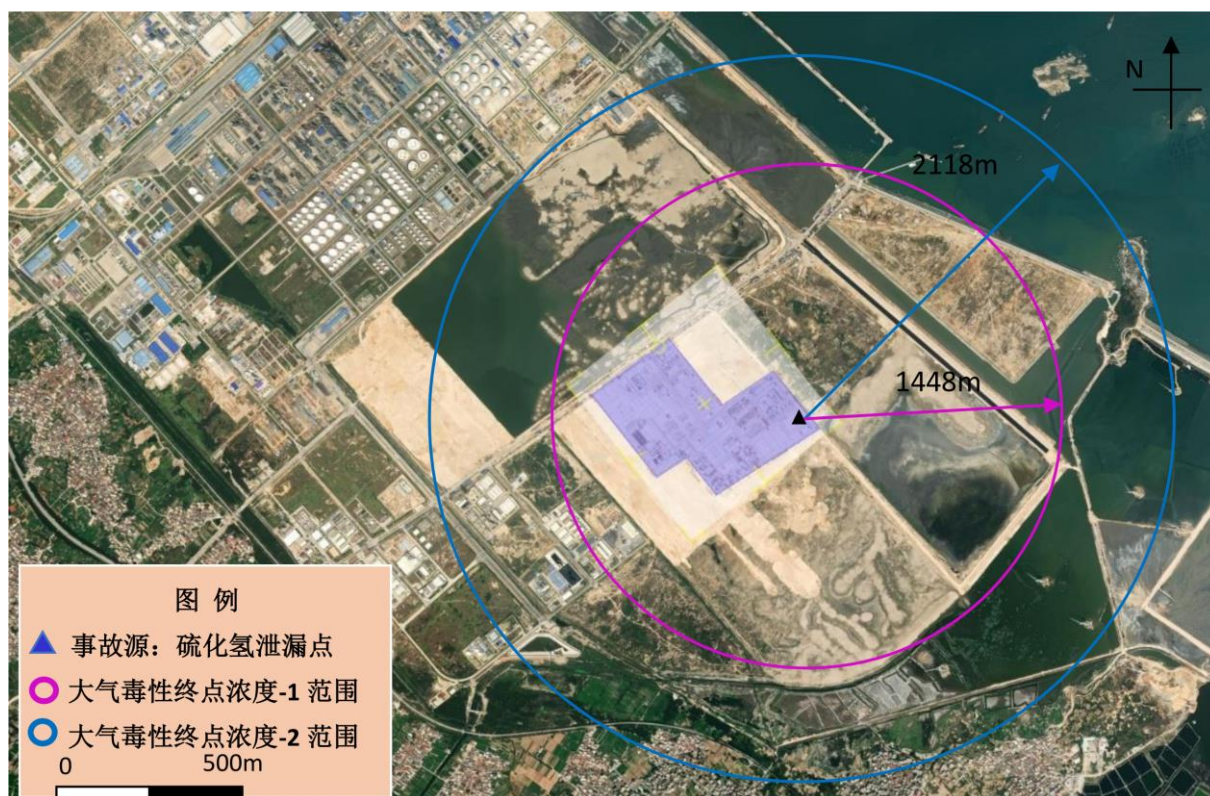 N
2118m
1448m
图 例
事故源：硫化氢泄漏点
大气毒性终点浓度-1 范围
大气毒性终点浓度-2 范围
0 500m